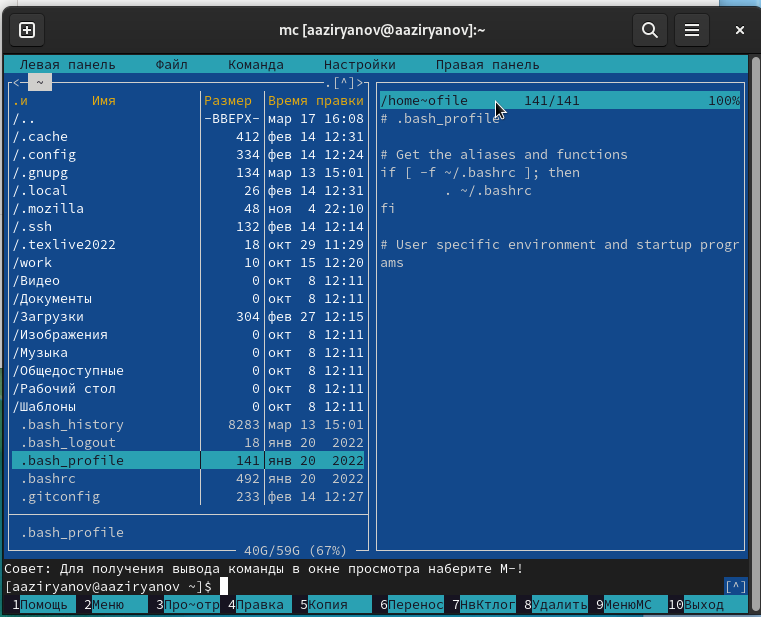 mc [aaziryanov@aaziryanov]:~
Левая панель Файл Команда Настройки Правая панель
<─ ~ .[^]>
.и Имя Размер Время правки
/.. -ВВЕРХ- мар 17 16:08
/.cache 412 фев 14 12:31
/.config 334 фев 14 12:24
/.gnupg 134 мар 13 15:01
/.local 26 фев 14 12:31
/.mozilla 48 ноя 4 22:10
/.ssh 132 фев 14 12:14
/.texlive2022 18 окт 29 11:29
/work 10 окт 15 12:20
/Видео 0 окт 8 12:11
/Документы 0 окт 8 12:11
/Загрузки 304 фев 27 12:15
/Изображения 0 окт 8 12:11
/Музыка 0 окт 8 12:11
/Общедоступные 0 окт 8 12:11
/Рабочий стол 0 окт 8 12:11
/Шаблоны 0 окт 8 12:11
.bash_history 8283 мар 13 15:01
.bash_logout 18 янв 20 2022
.bash_profile 141 янв 20 2022
.bashrc 492 янв 20 2022
.gitconfig 233 фев 14 12:27
.bash_profile
40G/59G (67%)
/home~ofile 141/141 100%
# .bash_profile
# Get the aliases and functions
if [ -f ~/.bashrc ]; then
. ~/.bashrc
fi
# User specific environment and startup progr
ams
Совет: Для получения вывода команды в окне просмотра наберите M-!
[aaziryanov@aaziryanov ~]$ [^]
1Помощь 2Меню 3Про~отр 4Правка 5Копия 6Перенос 7НвКтлог 8Удалить 9МенюMC 10Выход